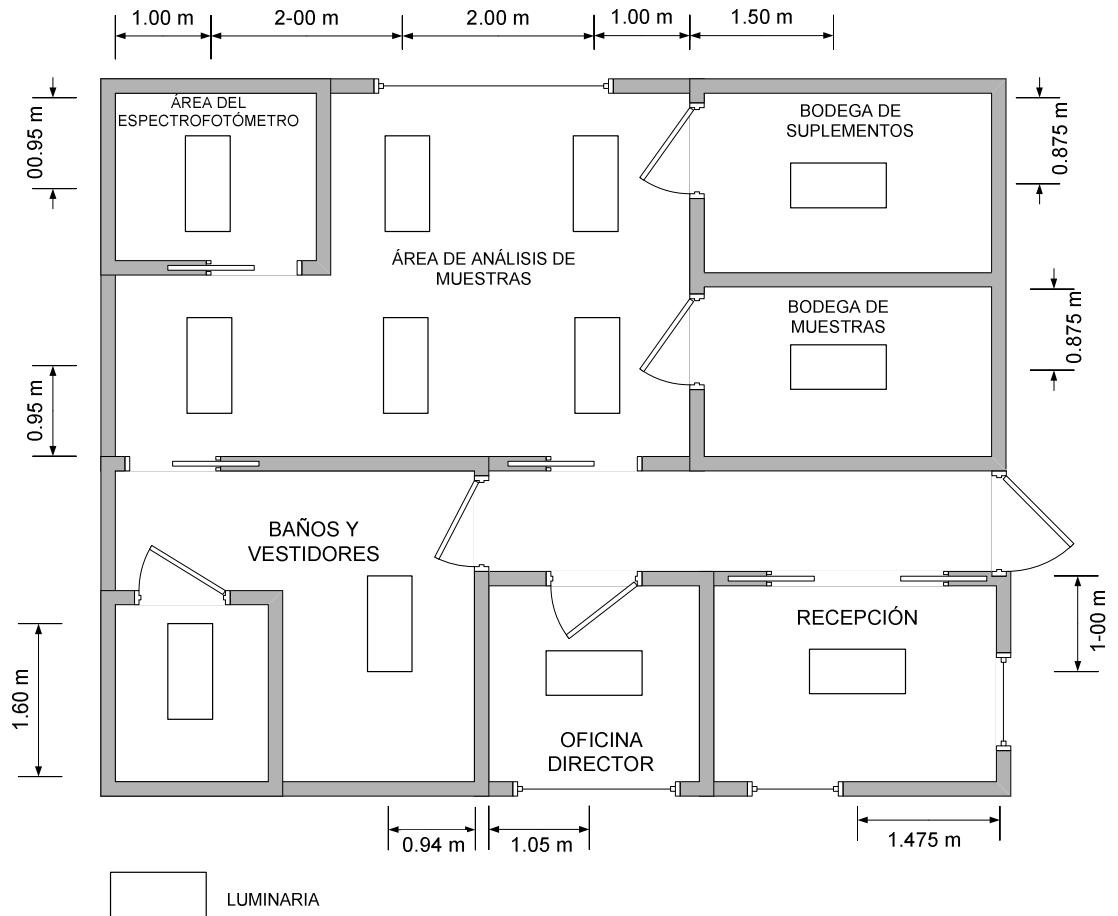 1.00 m
2-00 m
2.00 m
1.00 m
1.50 m
ÁREA DEL
ESPECTROFOTÓMETRO
BODEGA DE
SUPLEMENTOS
00.95 m
0.875 m
ÁREA DE ANÁLISIS DE
MUESTRAS
BODEGA DE
MUESTRAS
0.875 m
0.95 m
BAÑOS Y
VESTIDORES
RECEPCIÓN
1-00 m
1.60 m
OFICINA
DIRECTOR
0.94 m
1.05 m
1.475 m
LUMINARIA